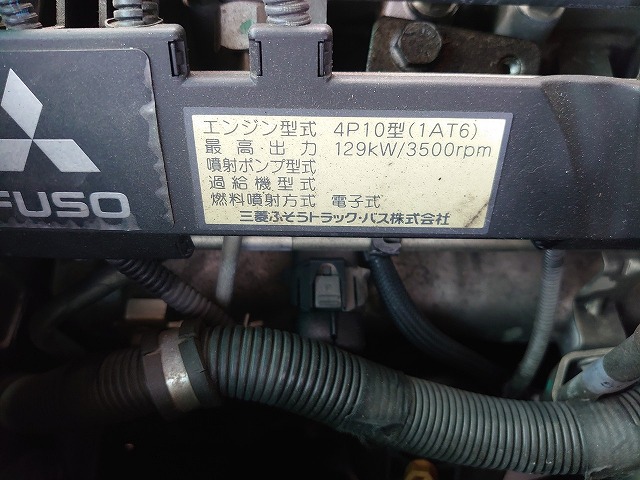 FUSO
エンジン型式 4P10型(1AT6)
最高出力 129kW/3500rpm
噴射ポンプ型式
過給機型式
燃料噴射方式 電子式
三菱ふそうトラック・バス株式会社